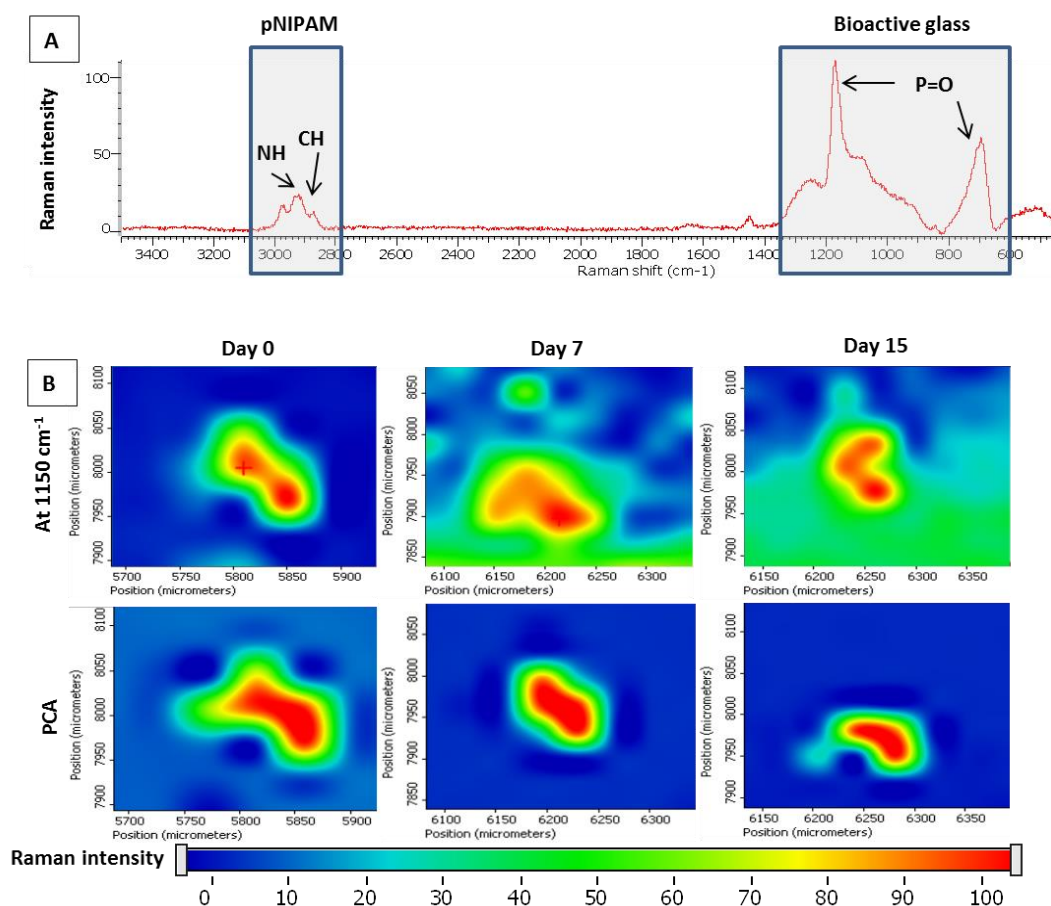 A
pNIPAM
Bioactive glass
Raman intensity
100
50
0
NH
CH
P=O
3400 3200 3000 2800 2600 2400 2200 2000 1800 1600 1400 1200 1000 800 600
Raman shift (cm-1)
B
Day 0
Day 7
Day 15
At 1150 cm-1
Position (micrometers)
8100
8050
8000
7950
7900
5700 5750 5800 5850 5900
Position (micrometers)
Position (micrometers)
8050
8000
7950
7900
7850
6100 6150 6200 6250 6300
Position (micrometers)
Position (micrometers)
8100
8050
8000
7950
7900
6150 6200 6250 6300 6350
Position (micrometers)
PCA
Position (micrometers)
8100
8050
8000
7950
7900
5700 5750 5800 5850 5900
Position (micrometers)
Position (micrometers)
8050
8000
7950
7900
7850
6100 6150 6200 6250 6300
Position (micrometers)
Position (micrometers)
8100
8050
8000
7950
7900
6150 6200 6250 6300 6350
Position (micrometers)
Raman intensity
0 10 20 30 40 50 60 70 80 90 100